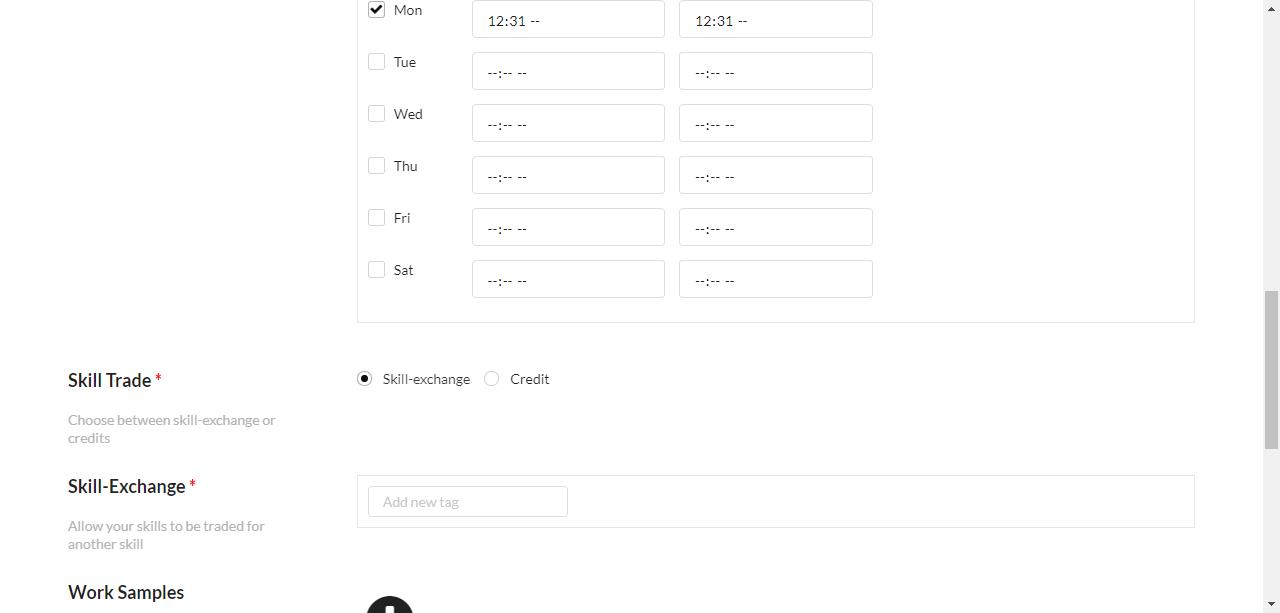 Mon 12:31 -- 12:31 --
Tue --:-- -- --:-- --
Wed --:-- -- --:-- --
Thu --:-- -- --:-- --
Fri --:-- -- --:-- --
Sat --:-- -- --:-- --
Skill Trade * Skill-exchange Credit
Choose between skill-exchange or
credits
Skill-Exchange * Add new tag
Allow your skills to be traded for
another skill
Work Samples